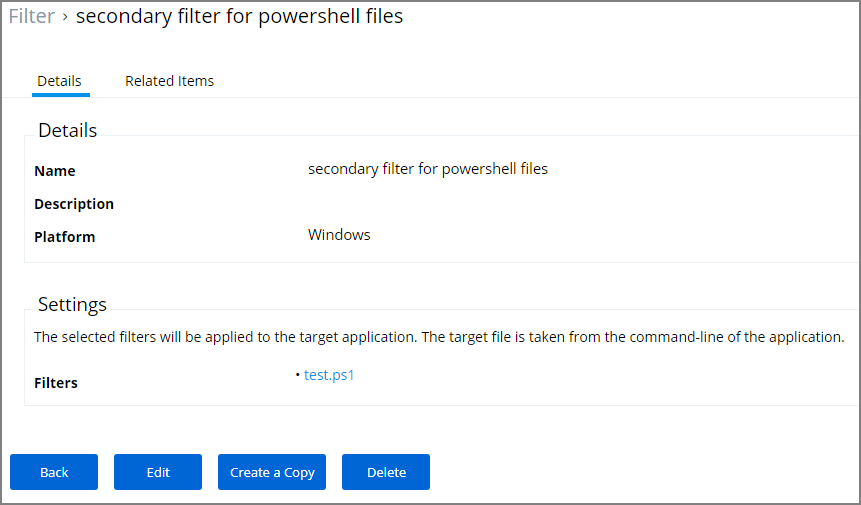 Filter › secondary filter for powershell files
Details Related Items
Details
Name secondary filter for powershell files
Description
Platform Windows
Settings
The selected filters will be applied to the target application. The target file is taken from the command-line of the application.
Filters • test.ps1
Back Edit Create a Copy Delete